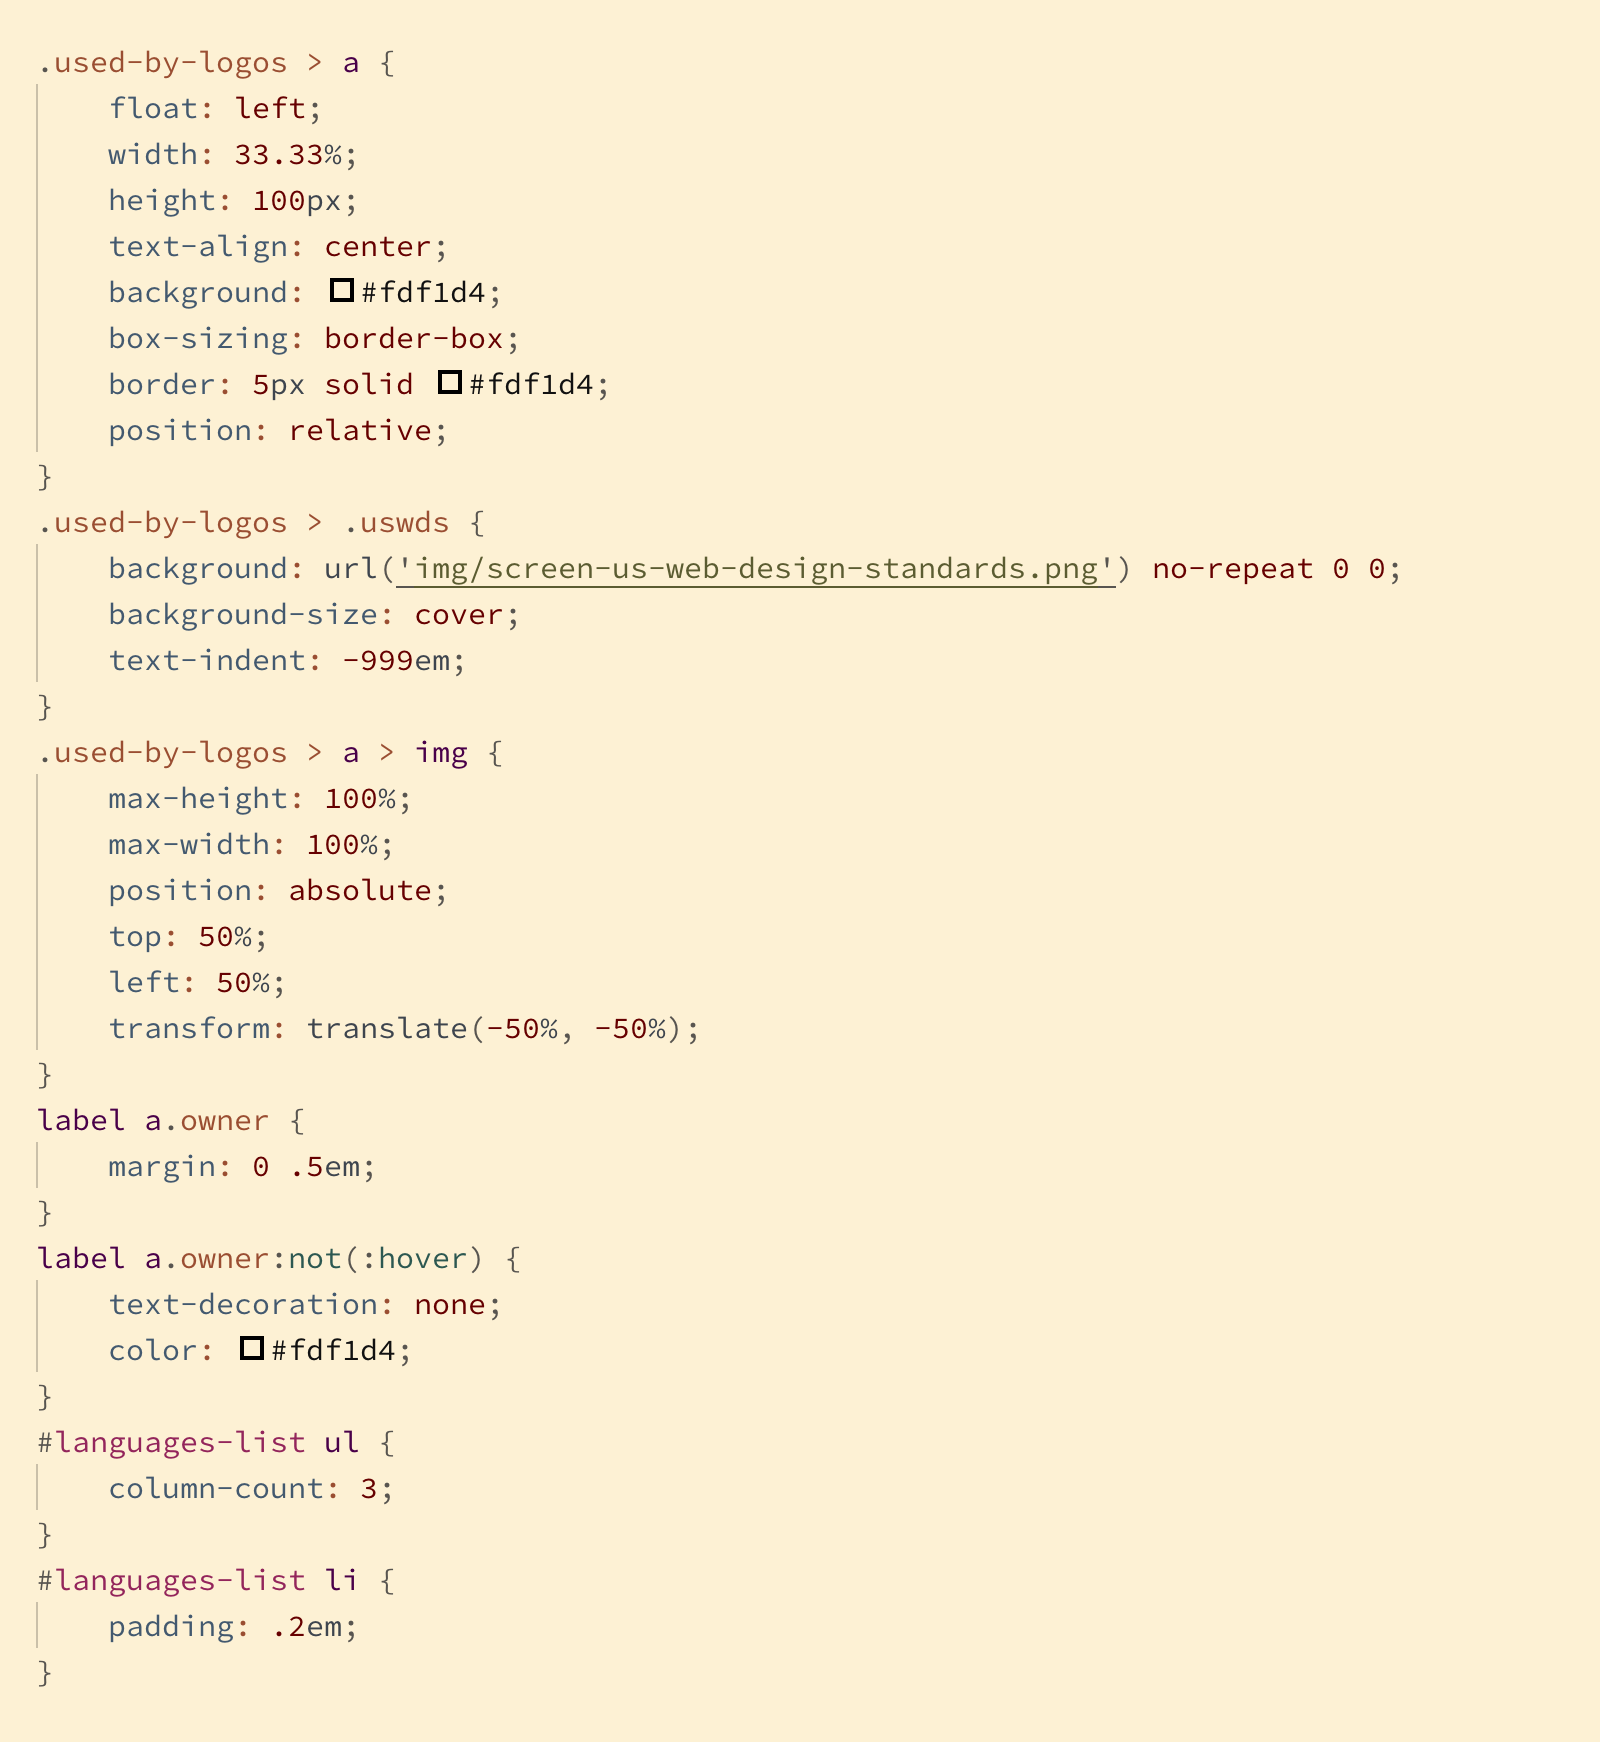 .used-by-logos > a {
    float: left;
    width: 33.33%;
    height: 100px;
    text-align: center;
    background: #fdf1d4;
    box-sizing: border-box;
    border: 5px solid #fdf1d4;
    position: relative;
}
.used-by-logos > .uswds {
    background: url('img/screen-us-web-design-standards.png') no-repeat 0 0;
    background-size: cover;
    text-indent: -999em;
}
.used-by-logos > a > img {
    max-height: 100%;
    max-width: 100%;
    position: absolute;
    top: 50%;
    left: 50%;
    transform: translate(-50%, -50%);
}
label a.owner {
    margin: 0 .5em;
}
label a.owner:not(:hover) {
    text-decoration: none;
    color: #fdf1d4;
}
#languages-list ul {
    column-count: 3;
}
#languages-list li {
    padding: .2em;
}